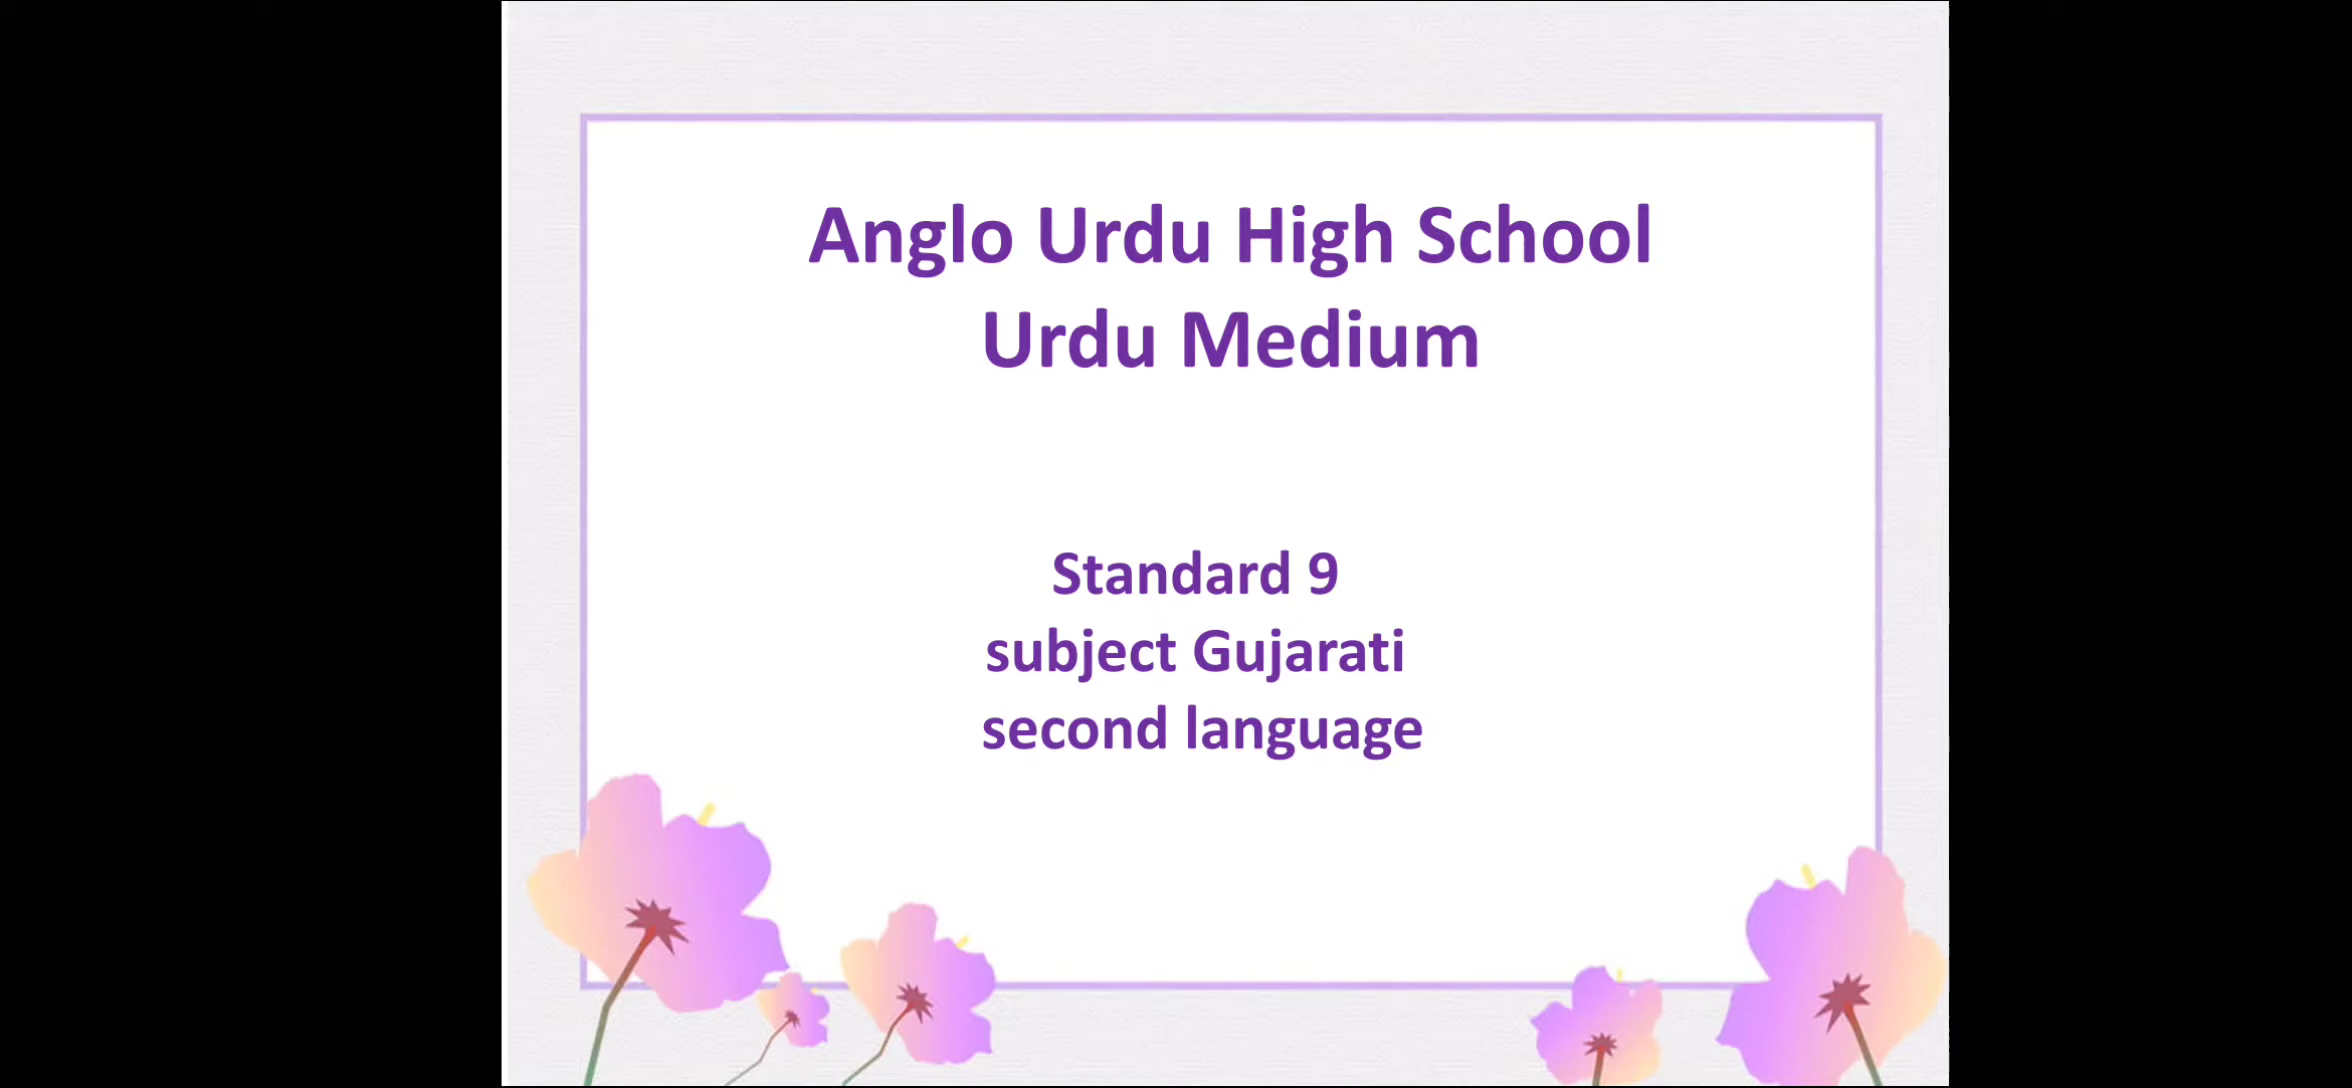 Anglo Urdu High School
Urdu Medium
Standard 9
subject Gujarati
second language